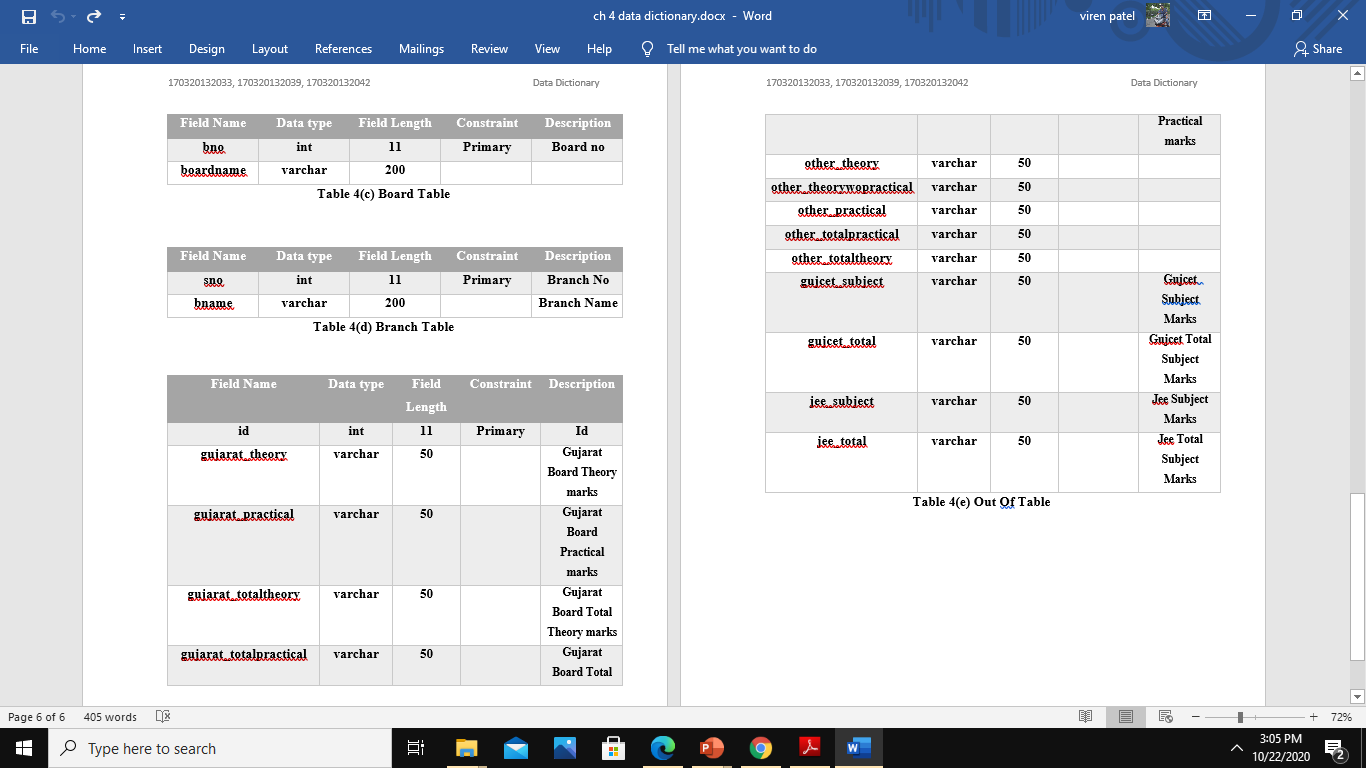 ch 4 data dictionary.docx - Word
viren patel
File Home Insert Design Layout References Mailings Review View Help Tell me what you want to do Share
170320132033, 170320132039, 170320132042 Data Dictionary
Field Name Data type Field Length Constraint Description
bno int 11 Primary Board no
boardname varchar 200
Table 4(c) Board Table
Field Name Data type Field Length Constraint Description
sno int 11 Primary Branch No
bname varchar 200 Branch Name
Table 4(d) Branch Table
Field Name Data type Field Constraint Description
Length
id int 11 Primary Id
gujarat_theory varchar 50 Gujarat
Board Theory
marks
gujarat_practical varchar 50 Gujarat
Board
Practical
marks
gujarat_totaltheory varchar 50 Gujarat
Board Total
Theory marks
gujarat_totalpractical varchar 50 Gujarat
Board Total
170320132033, 170320132039, 170320132042 Data Dictionary
Practical
marks
other_theory varchar 50
other_theorywopractical varchar 50
other_practical varchar 50
other_totalpractical varchar 50
other_totaltheory varchar 50
gujcet_subject varchar 50 Gujcet
Subject
Marks
gujcet_total varchar 50 Gujcet Total
Subject
Marks
jee_subject varchar 50 Jee Subject
Marks
jee_total varchar 50 Jee Total
Subject
Marks
Table 4(e) Out Of Table
Page 6 of 6 405 words 72%
Type here to search
3:05 PM
10/22/2020
2